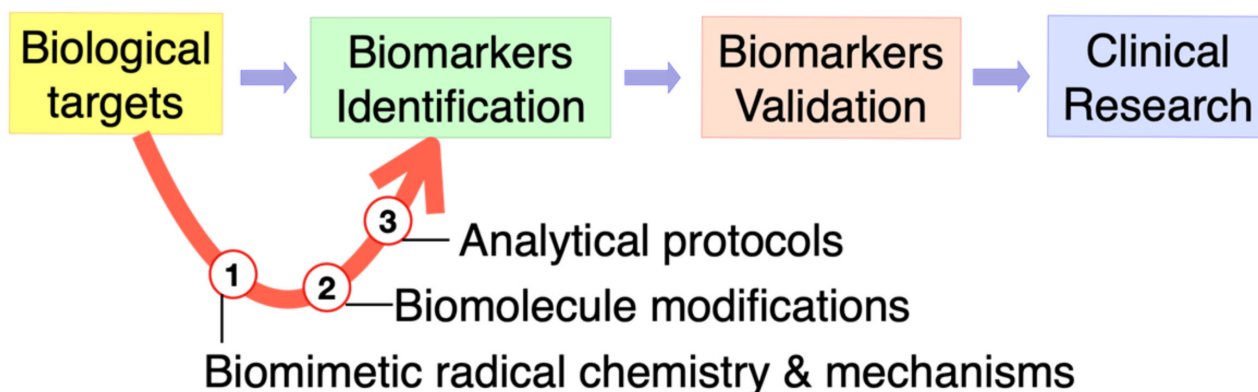 Biological
targets
Biomarkers
Identification
Biomarkers
Validation
Clinical
Research
3
Analytical protocols
1
2
Biomolecule modifications
Biomimetic radical chemistry & mechanisms